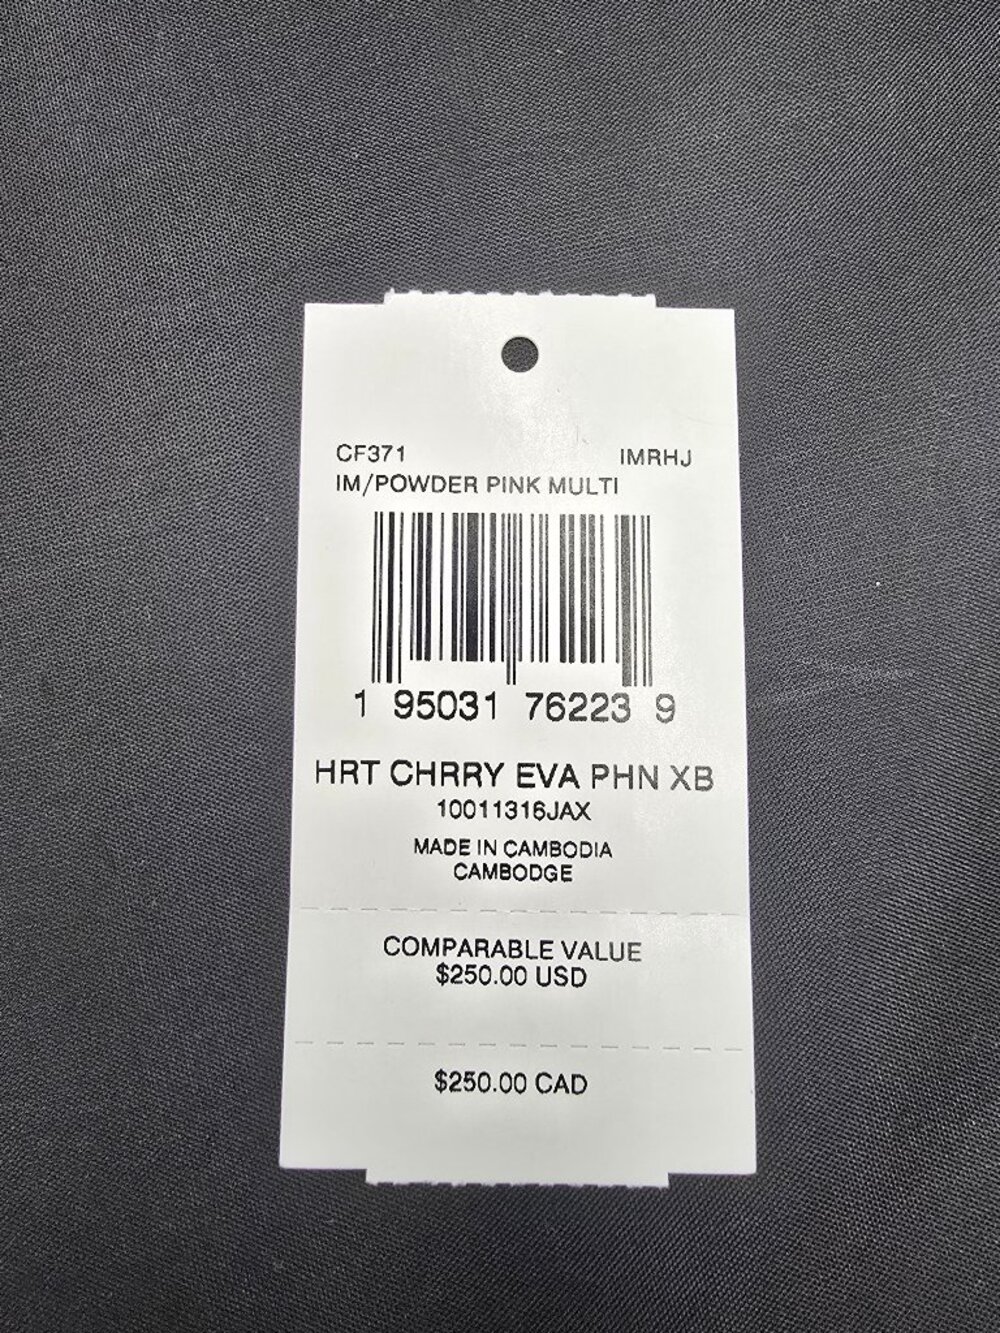 CF371 IMRHJ
IM/POWDER PINK MULTI
1 95031 76223 9
HRT CHRRY EVA PHN XB
10011316JAX
MADE IN CAMBODIA
CAMBODGE
COMPARABLE VALUE
$250.00 USD
$250.00 CAD